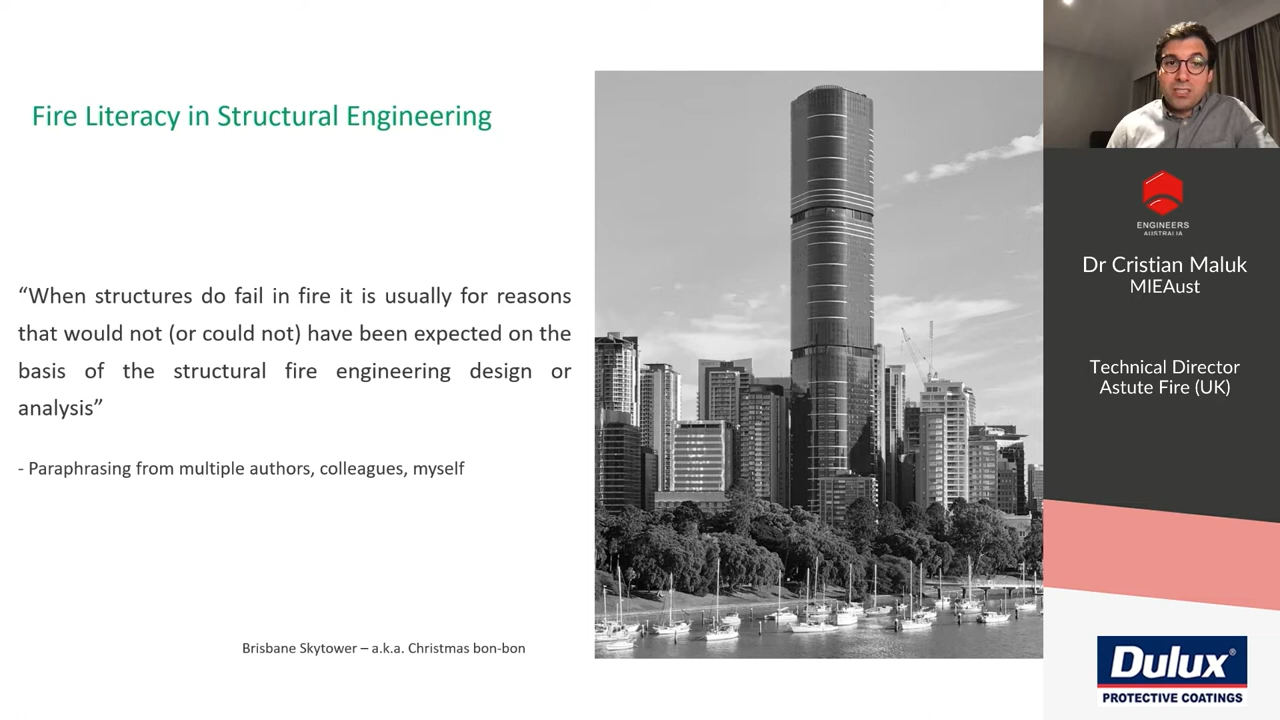 Fire Literacy in Structural Engineering
“When structures do fail in fire it is usually for reasons
that would not (or could not) have been expected on the
basis of the structural fire engineering design or
analysis”
- Paraphrasing from multiple authors, colleagues, myself
Brisbane Skytower – a.k.a. Christmas bon-bon
ENGINEERS
AUSTRALIA
Dr Cristian Maluk
MIEAust
Technical Director
Astute Fire (UK)
Dulux®
PROTECTIVE COATINGS